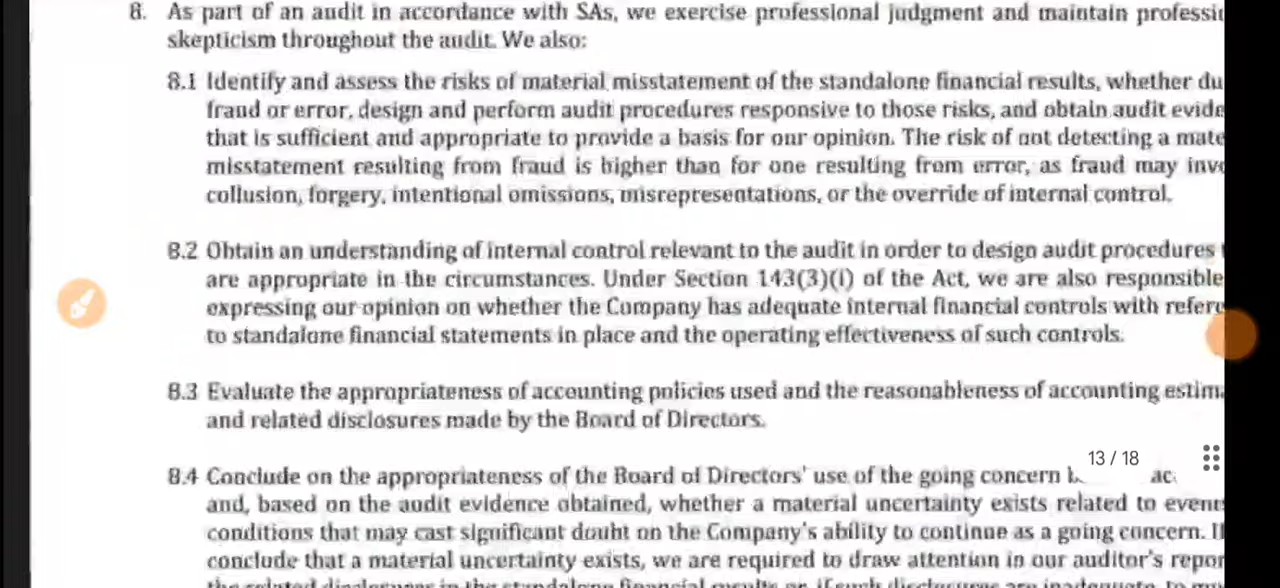 8. As part of an audit in accordance with SAs, we exercise professional judgment and maintain
skepticism throughout the audit. We also:
8.1 Identify and assess the risks of material misstatement of the standalone financial results, whether
fraud or error, design and perform audit procedures responsive to those risks, and obtain audit
that is sufficient and appropriate to provide a basis for our opinion. The risk of not detecting a
misstatement resulting from fraud is higher than for one resulting from error, as fraud may
collusion, forgery, intentional omissions, misrepresentations, or the override of internal control.
8.2 Obtain an understanding of internal control relevant to the audit in order to design audit procedures
are appropriate in the circumstances. Under Section 143(3)(i) of the Act, we are also responsible
expressing our opinion on whether the Company has adequate internal financial controls with
to standalone financial statements in place and the operating effectiveness of such controls.
8.3 Evaluate the appropriateness of accounting policies used and the reasonableness of accounting
and related disclosures made by the Board of Directors.
13 / 18
8.4 Conclude on the appropriateness of the Board of Directors' use of the going concern
and, based on the audit evidence obtained, whether a material uncertainty exists related to
conditions that may cast significant doubt on the Company's ability to continue as a going concern.
conclude that a material uncertainty exists, we are required to draw attention in our auditor's